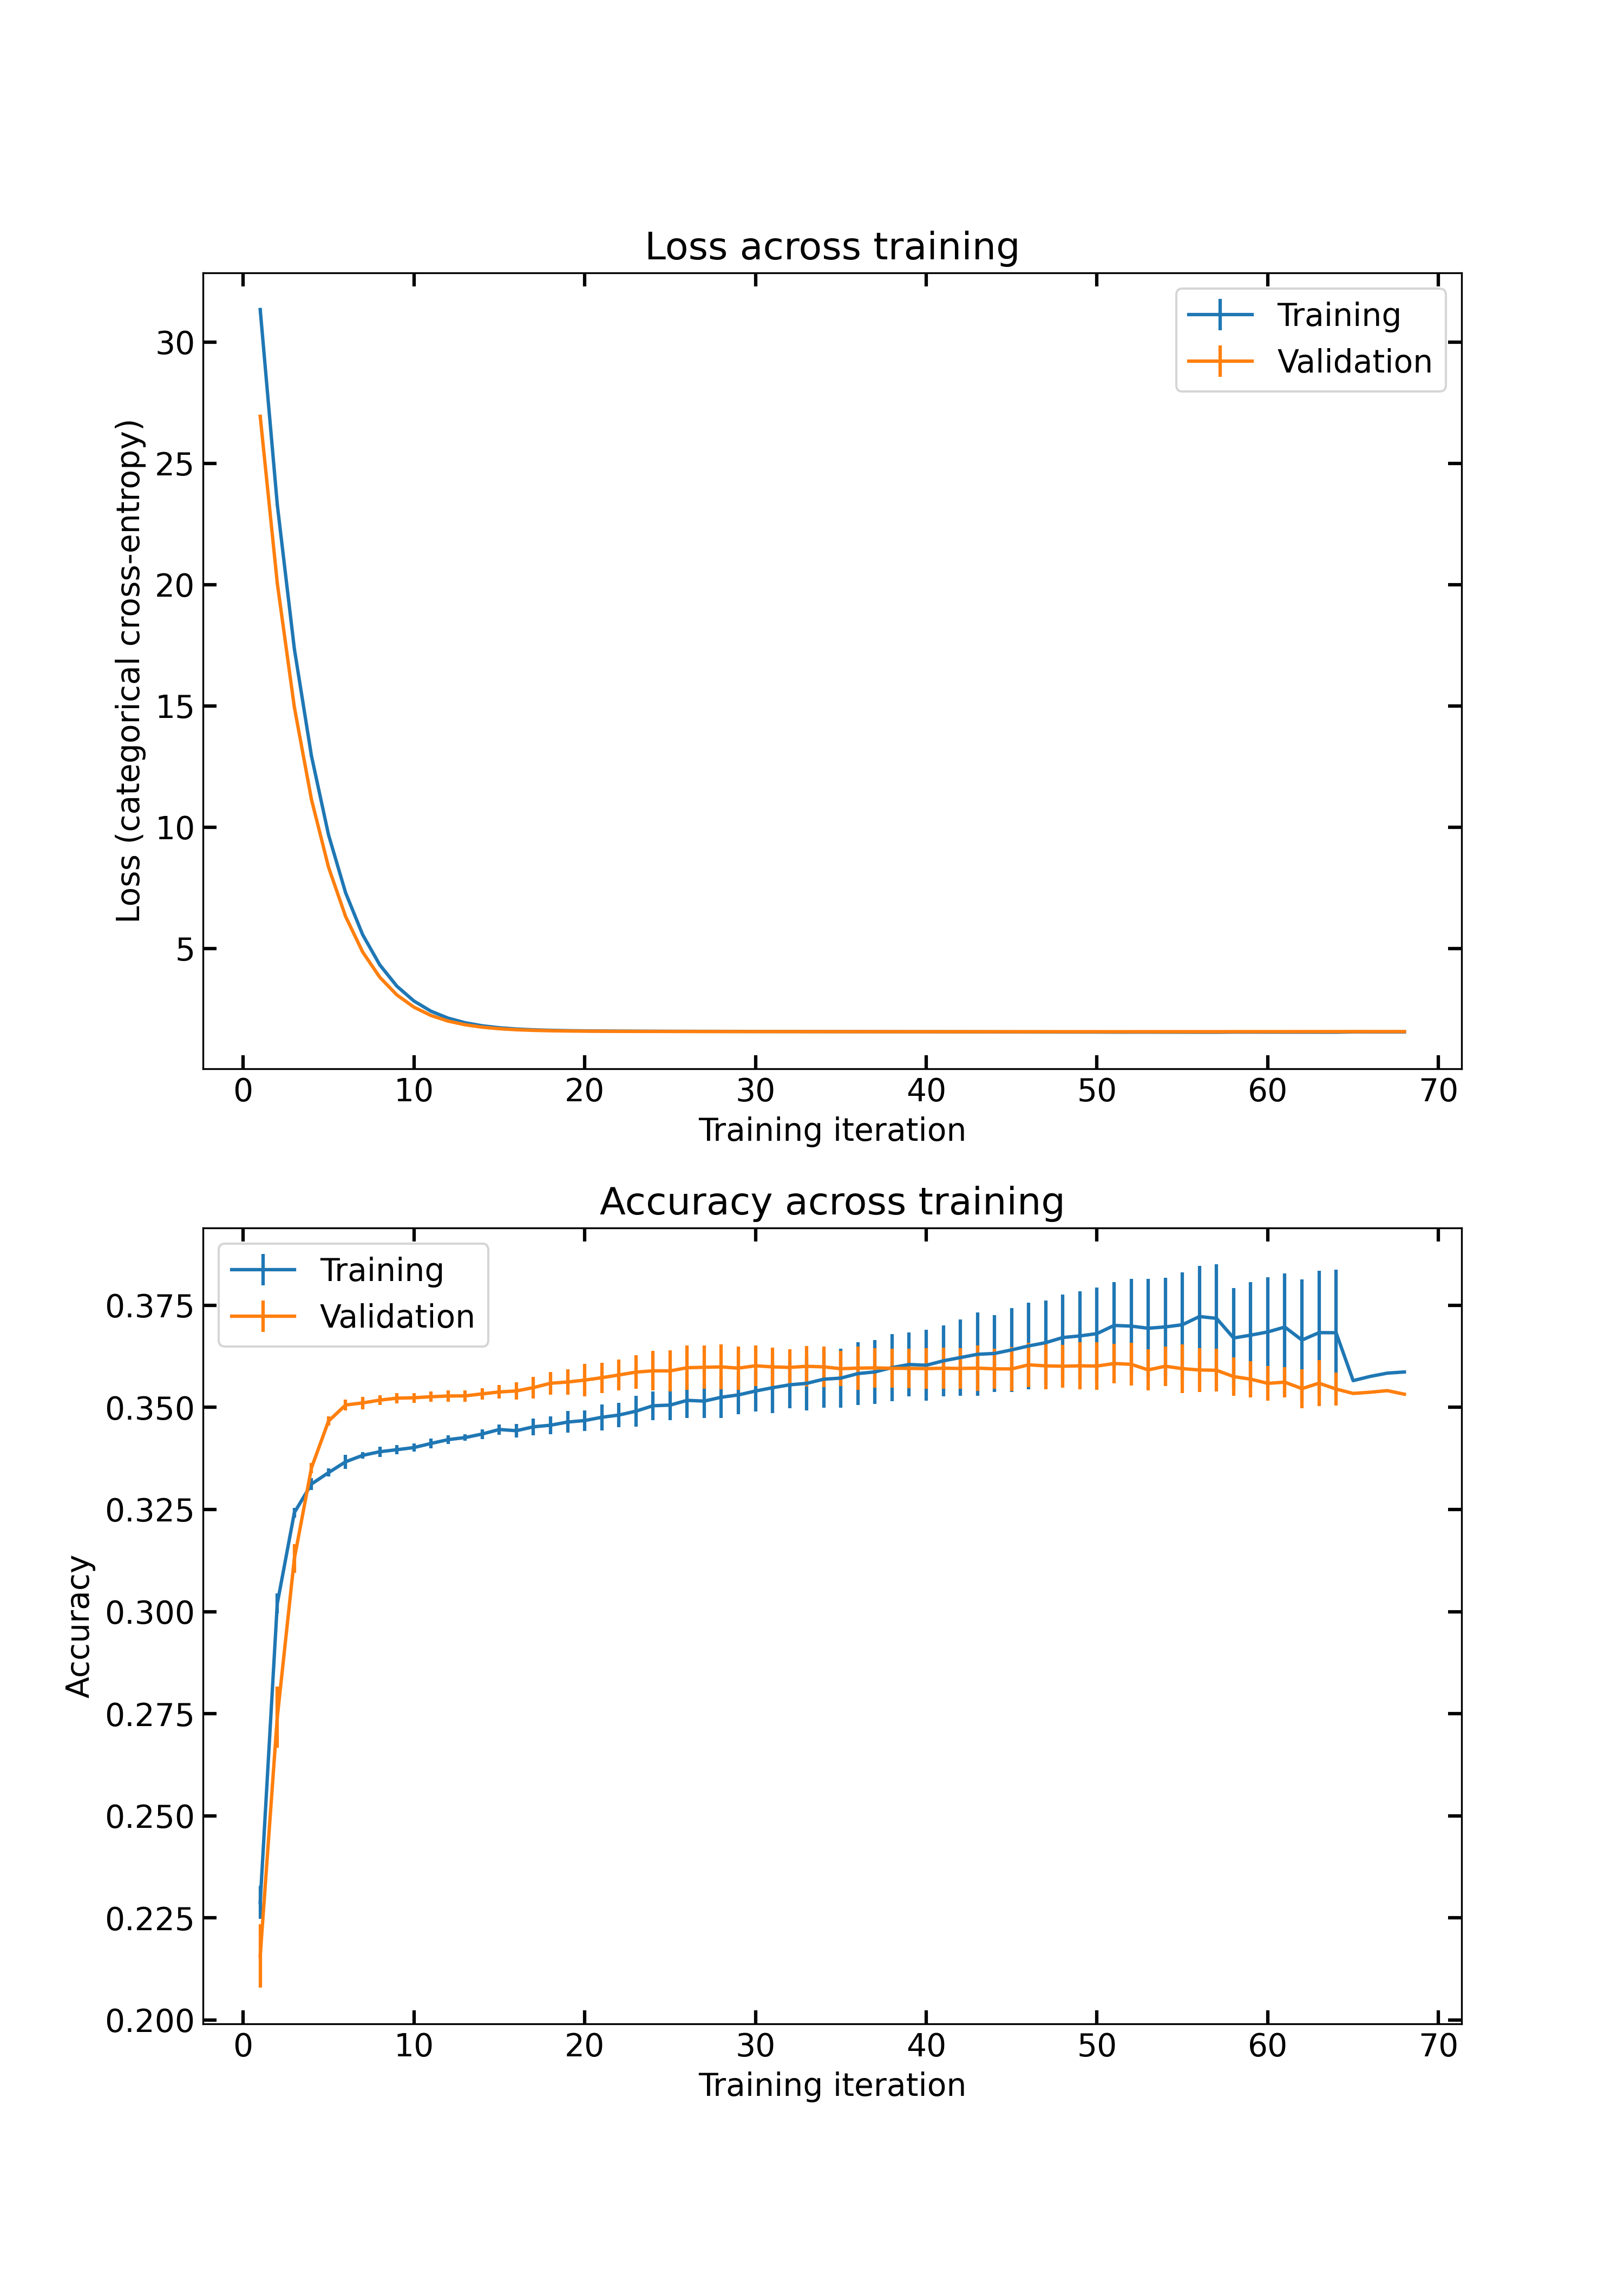 Loss across training
Training
Validation
30
25
20
15
10
5
Loss (categorical cross-entropy)
0 10 20 30 40 50 60 70
Training iteration
Accuracy across training
Training
Validation
0.375
0.350
0.325
0.300
0.275
0.250
0.225
0.200
Accuracy
0 10 20 30 40 50 60 70
Training iteration